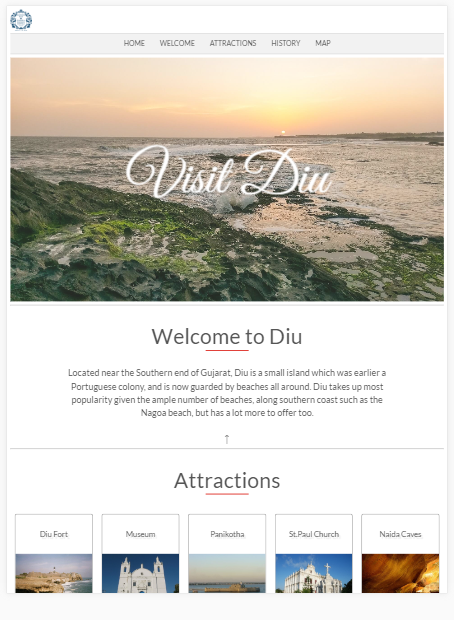 HOME WELCOME ATTRACTIONS HISTORY MAP
Visit Diu
Welcome to Diu
Located near the Southern end of Gujarat, Diu is a small island which was earlier a
Portuguese colony, and is now guarded by beaches all around. Diu takes up most
popularity given the ample number of beaches, along southern coast such as the
Nagoa beach, but has a lot more to offer too.
↑
Attractions
Diu Fort Museum Panikotha St.Paul Church Naida Caves